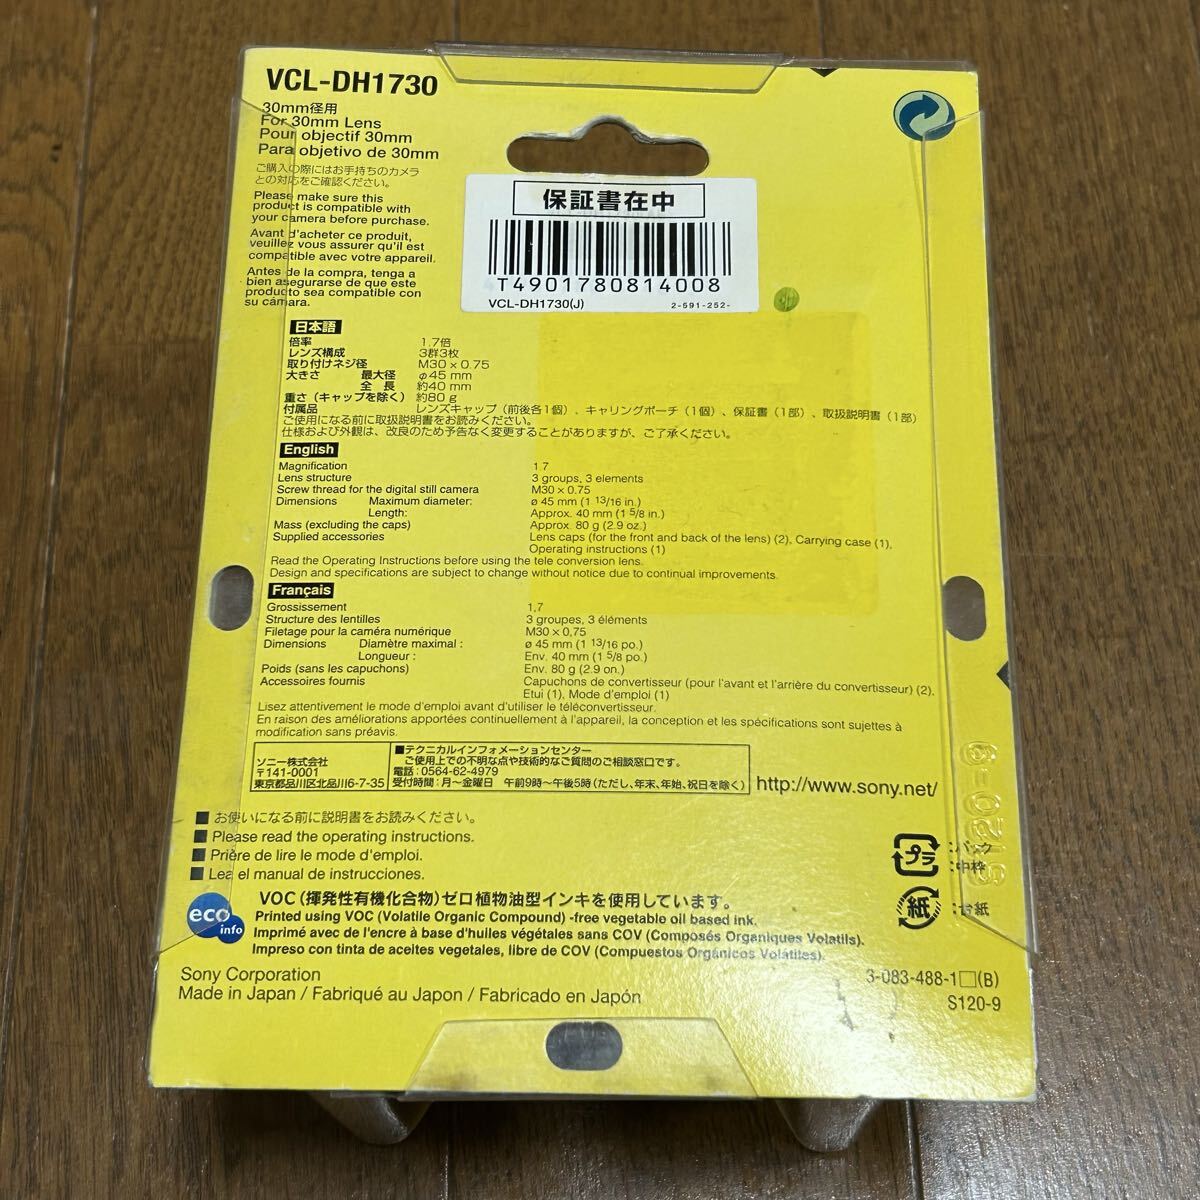 VCL-DH1730
30mm径用
For 30mm Lens
Pour objectif 30mm
Para objetivo de 30mm
ご購入の際にはお手持ちのカメラ
との対応をご確認ください。
Please make sure this
product is compatible with
your camera before purchase.
Avant d'acheter ce produit,
veuillez vous assurer qu'il est
compatible avec votre appareil.
Antes de la compra, tenga a
bien asegurarse de que este
producto sea compatible con
su cámara.
保証書在中
T4901780814008
VCL-DH1730(J)
2-591-252-
日本語
倍率 1.7倍
レンズ構成 3群3枚
取り付けネジ径 M30 x 0.75
大きさ 最大径 φ45 mm
全 長 約40 mm
重さ（キャップを除く） 約80 g
付属品 レンズキャップ（前後各1個）、キャリングポーチ（1個）、保証書（1部）、取扱説明書（1部）
ご使用になる前に取扱説明書をお読みください。
仕様および外観は、改良のため予告なく変更することがありますが、ご了承ください。
English
Magnification 1.7
Lens structure 3 groups, 3 elements
Screw thread for the digital still camera M30 x 0.75
Dimensions Maximum diameter: ø 45 mm (1 13/16 in.)
Length: Approx. 40 mm (1 5/8 in.)
Mass (excluding the caps) Approx. 80 g (2.9 oz.)
Supplied accessories Lens caps (for the front and back of the lens) (2), Carrying case (1),
Operating instructions (1)
Read the Operating Instructions before using the tele conversion lens.
Design and specifications are subject to change without notice due to continual improvements.
Français
Grossissement 1,7
Structure des lentilles 3 groupes, 3 éléments
Filetage pour la caméra numérique M30 x 0,75
Dimensions Diamètre maximal : ø 45 mm (1 13/16 po.)
Longueur : Env. 40 mm (1 5/8 po.)
Poids (sans les capuchons) Env. 80 g (2.9 on.)
Accessoires fournis Capuchons de convertisseur (pour l'avant et l'arrière du convertisseur) (2),
Etui (1), Mode d'emploi (1)
Lisez attentivement le mode d'emploi avant d'utiliser le téléconvertisseur.
En raison des améliorations apportées continuellement à l'appareil, la conception et les spécifications sont sujettes à
modification sans préavis.
ソニー株式会社
〒141-0001
東京都品川区北品川6-7-35
■テクニカルインフォメーションセンター
ご使用上での不明な点や技術的なご質問のご相談窓口です。
電話：0564-62-4979
受付時間：月～金曜日 午前9時～午後5時（ただし、年末、年始、祝日を除く）
http://www.sony.net/
■ お使いになる前に説明書をお読みください。
■ Please read the operating instructions.
■ Prière de lire le mode d'emploi.
■ Lea el manual de instrucciones.
プラ
：パック
：中枠
紙
：台紙
S120-9
eco info
VOC（揮発性有機化合物）ゼロ植物油型インキを使用しています。
Printed using VOC (Volatile Organic Compound) -free vegetable oil based ink.
Imprimé avec de l'encre à base d'huiles végétales sans COV (Composés Organiques Volatils).
Impreso con tinta de aceites vegetales, libre de COV (Compuestos Orgánicos Volátiles).
Sony Corporation
Made in Japan / Fabriqué au Japon / Fabricado en Japón
3-083-488-1□(B)
S120-9